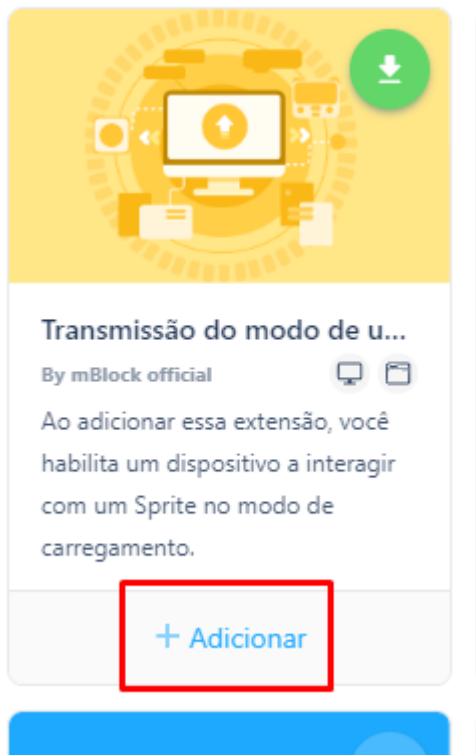 Transmissão do modo de u...
By mBlock official
Ao adicionar essa extensão, você
habilita um dispositivo a interagir
com um Sprite no modo de
carregamento.
+ Adicionar